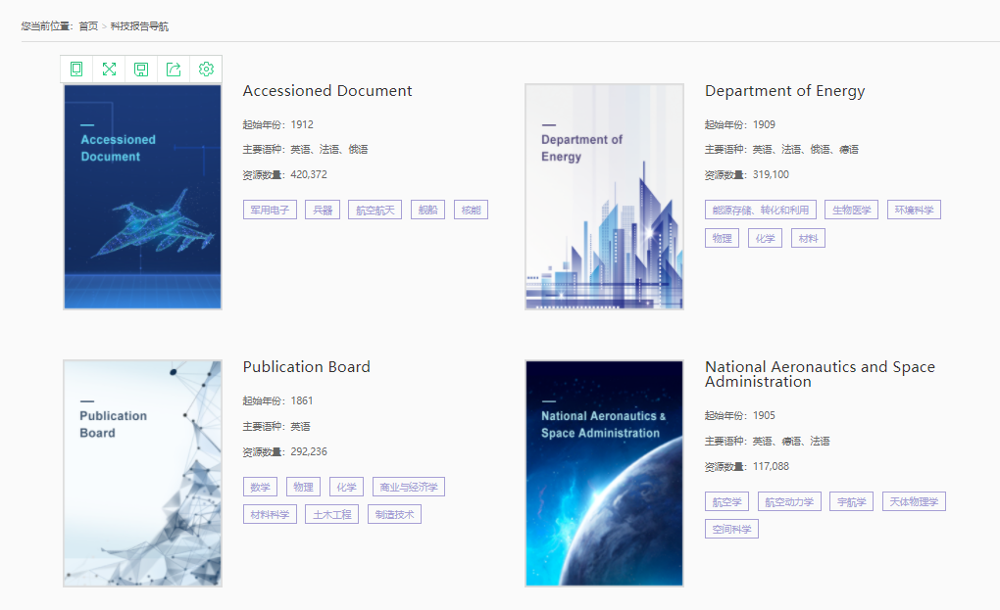 您当前位置：首页 > 科技报告导航
Accessioned
Document
Accessioned Document
起始年份：1912
主要语种：英语、法语、俄语
资源数量：420,372
军用电子 兵器 航空航天 舰船 核能
Department of
Energy
Department of Energy
起始年份：1909
主要语种：英语、法语、俄语、德语
资源数量：319,100
能源存储、转化和利用 生物医学 环境科学
物理 化学 材料
Publication
Board
Publication Board
起始年份：1861
主要语种：英语
资源数量：292,236
数学 物理 化学 商业与经济学
材料科学 土木工程 制造技术
National Aeronautics &
Space Administration
National Aeronautics and Space
Administration
起始年份：1905
主要语种：英语、德语、法语
资源数量：117,088
航空学 航空动力学 宇航学 天体物理学
空间科学